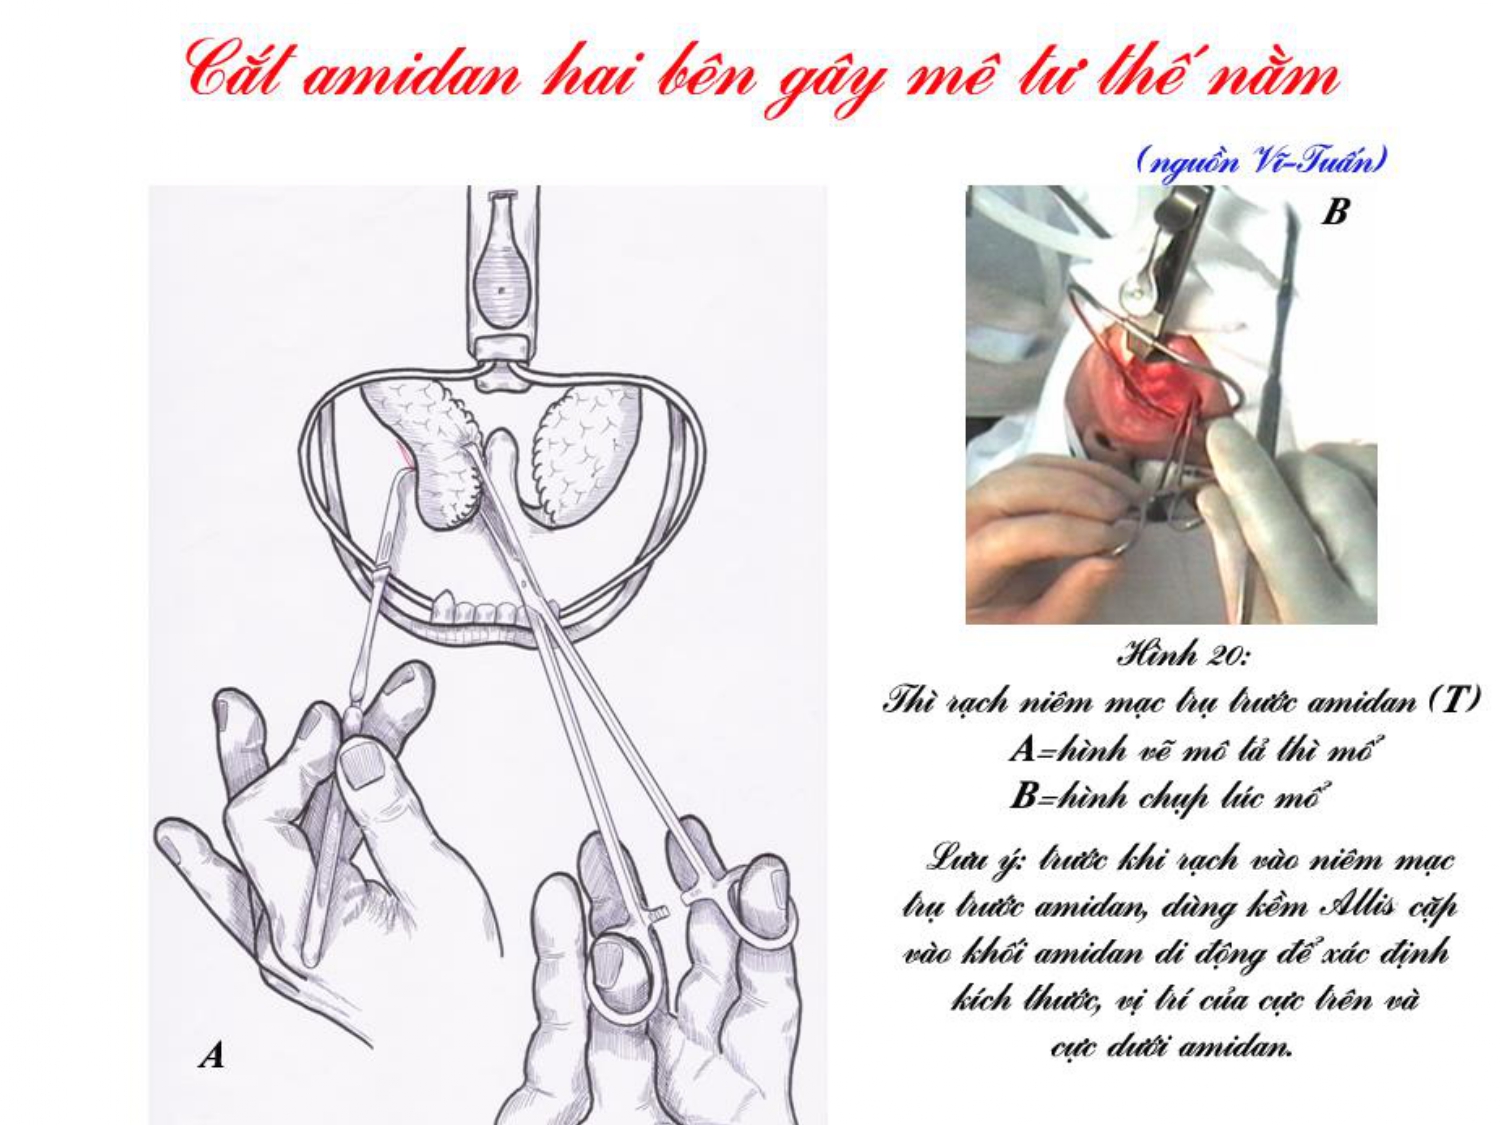 Cắt amidan hai bên gây mê tư thế nằm
(nguồn Vĩ-Tuấn)
B
A
Hình 20:
Thì rạch niêm mạc trụ trước amidan (T)
A=hình vẽ mô tả thì mổ
B=hình chụp lúc mổ
Lưu ý: trước khi rạch vào niêm mạc
trụ trước amidan, dùng kềm Allis cặp
vào khối amidan di động để xác định
kích thước, vị trí của cực trên và
cực dưới amidan.